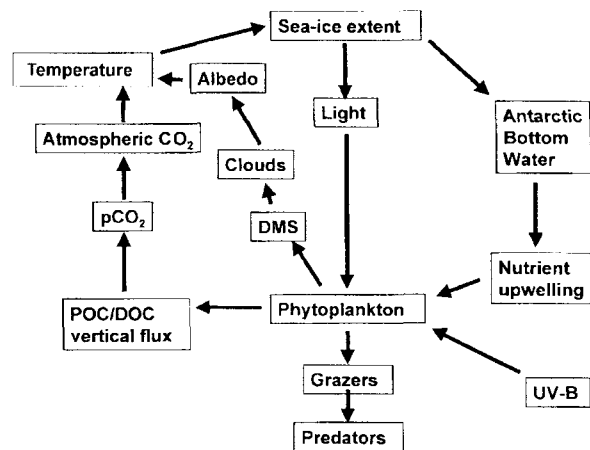 Sea-ice extent
Temperature
Albedo
Light
Antarctic
Bottom
Water
Atmospheric CO₂
Clouds
pCO₂
DMS
Nutrient
upwelling
POC/DOC
vertical flux
Phytoplankton
Grazers
UV-B
Predators